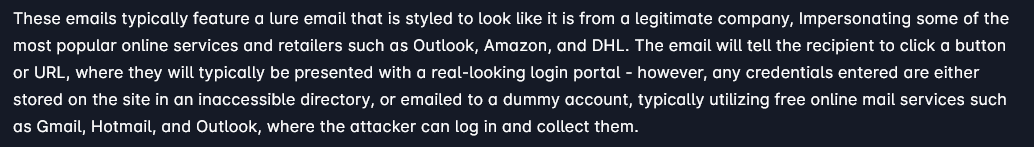 These emails typically feature a lure email that is styled to look like it is from a legitimate company, Impersonating some of the
most popular online services and retailers such as Outlook, Amazon, and DHL. The email will tell the recipient to click a button
or URL, where they will typically be presented with a real-looking login portal - however, any credentials entered are either
stored on the site in an inaccessible directory, or emailed to a dummy account, typically utilizing free online mail services such
as Gmail, Hotmail, and Outlook, where the attacker can log in and collect them.